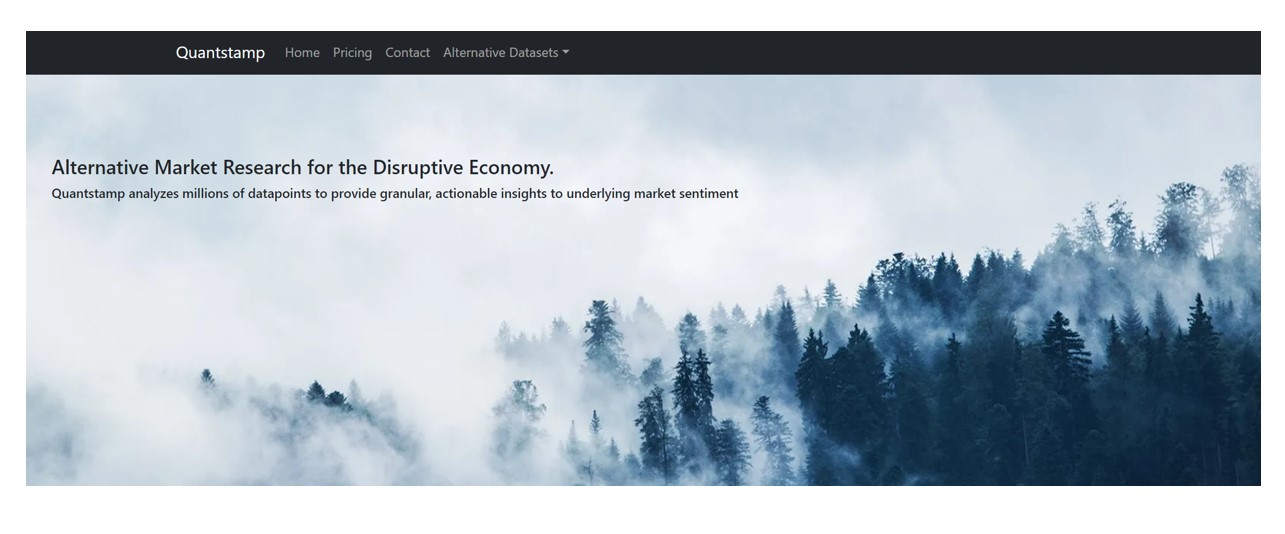 Quantstamp Home Pricing Contact Alternative Datasets
Alternative Market Research for the Disruptive Economy.
Quantstamp analyzes millions of datapoints to provide granular, actionable insights to underlying market sentiment